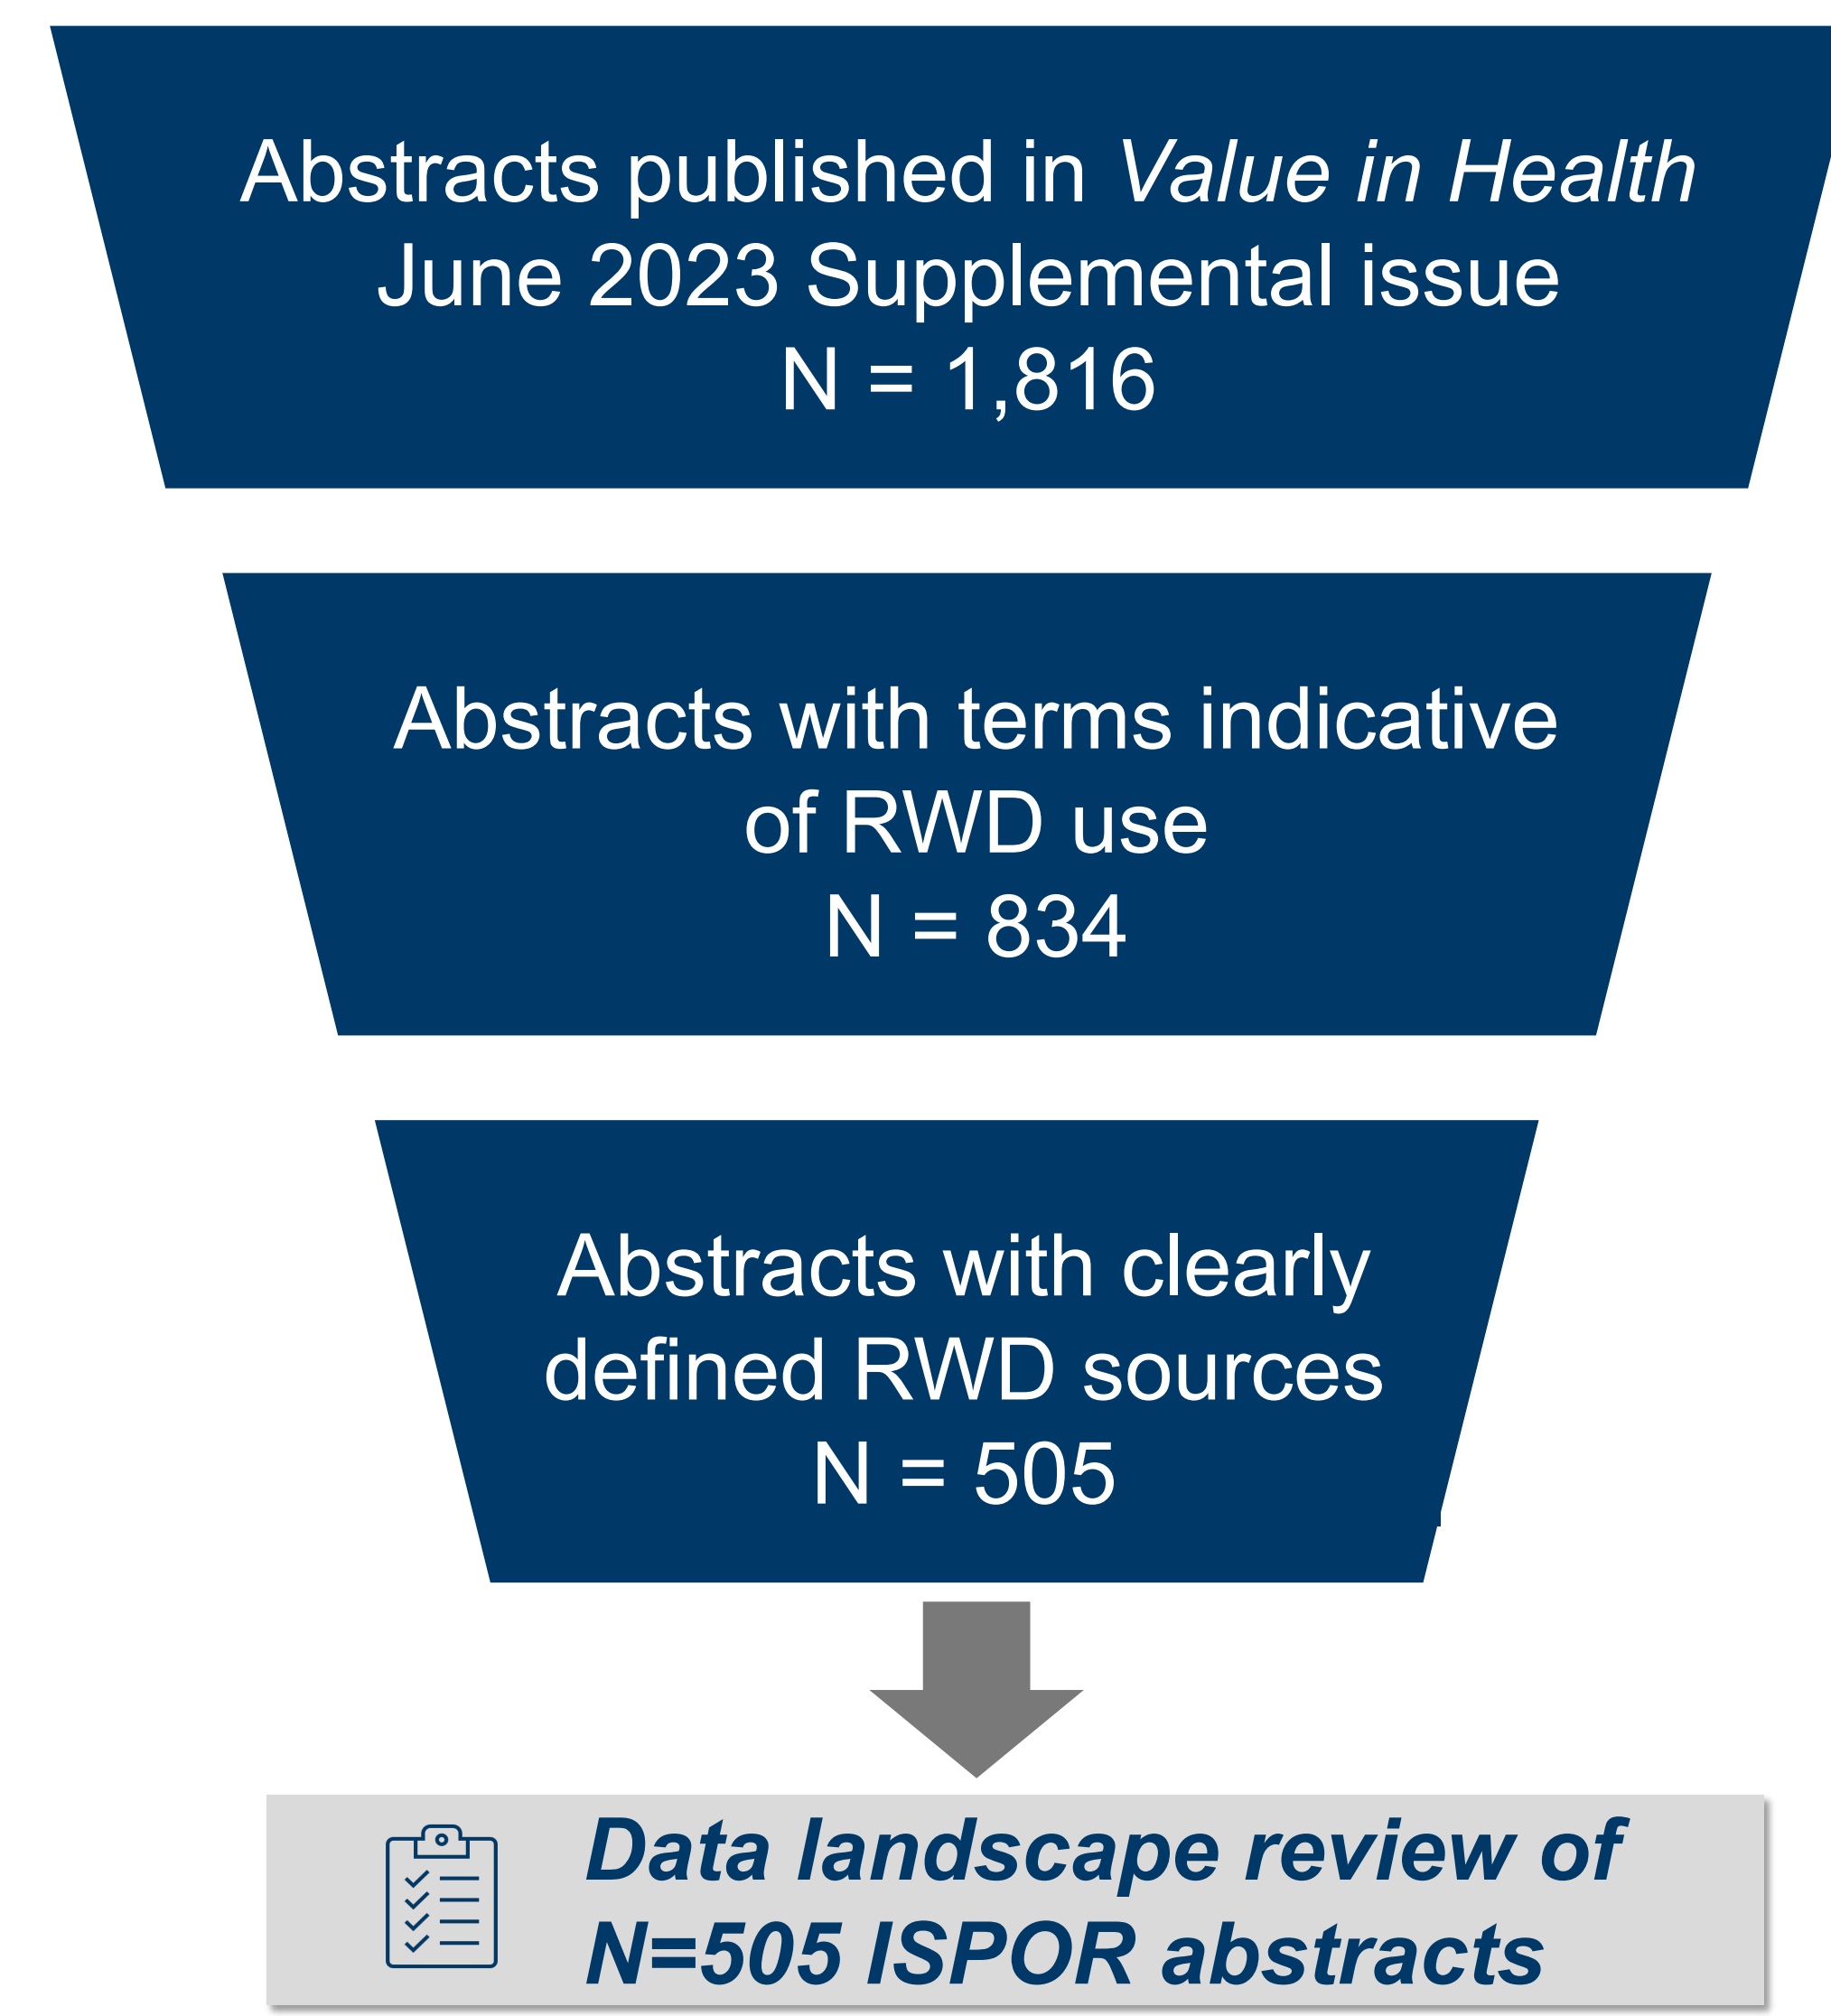 Abstracts published in Value in Health
June 2023 Supplemental issue
N = 1,816
Abstracts with terms indicative
of RWD use
N = 834
Abstracts with clearly
defined RWD sources
N = 505
Data landscape review of
N=505 ISPOR abstracts